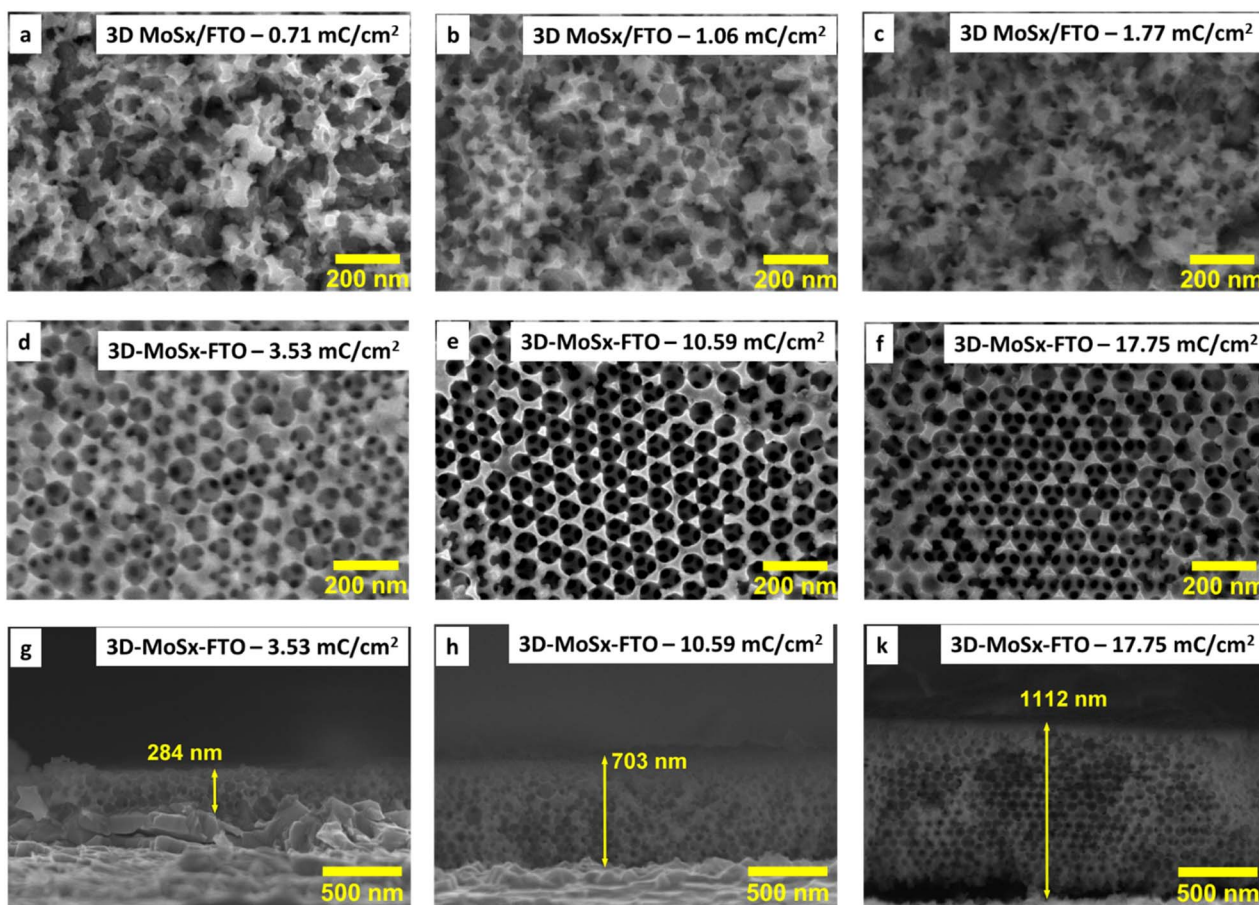 a
3D MoSx/FTO – 0.71 mC/cm²
200 nm
b
3D MoSx/FTO – 1.06 mC/cm²
200 nm
c
3D MoSx/FTO – 1.77 mC/cm²
200 nm
d
3D-MoSx-FTO – 3.53 mC/cm²
200 nm
e
3D-MoSx-FTO – 10.59 mC/cm²
200 nm
f
3D-MoSx-FTO – 17.75 mC/cm²
200 nm
g
3D-MoSx-FTO – 3.53 mC/cm²
284 nm
500 nm
h
3D-MoSx-FTO – 10.59 mC/cm²
703 nm
500 nm
k
3D-MoSx-FTO – 17.75 mC/cm²
1112 nm
500 nm